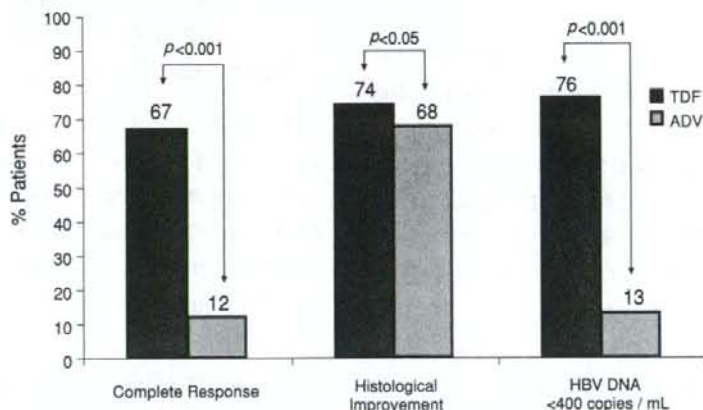 100
90
80
70
60
50
40
30
20
10
0
% Patients
p<0.001
67
12
p<0.05
74
68
p<0.001
76
13
TDF
ADV
Complete Response
Histological
Improvement
HBV DNA
<400 copies / mL